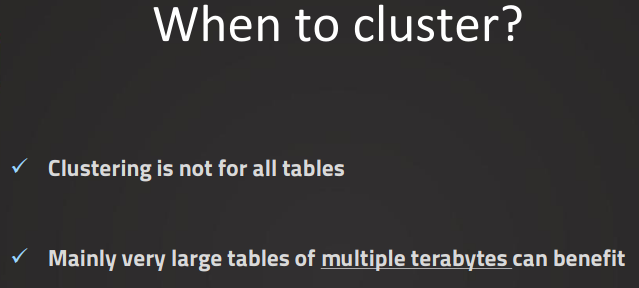 When to cluster?
Clustering is not for all tables
Mainly very large tables of multiple terabytes can benefit